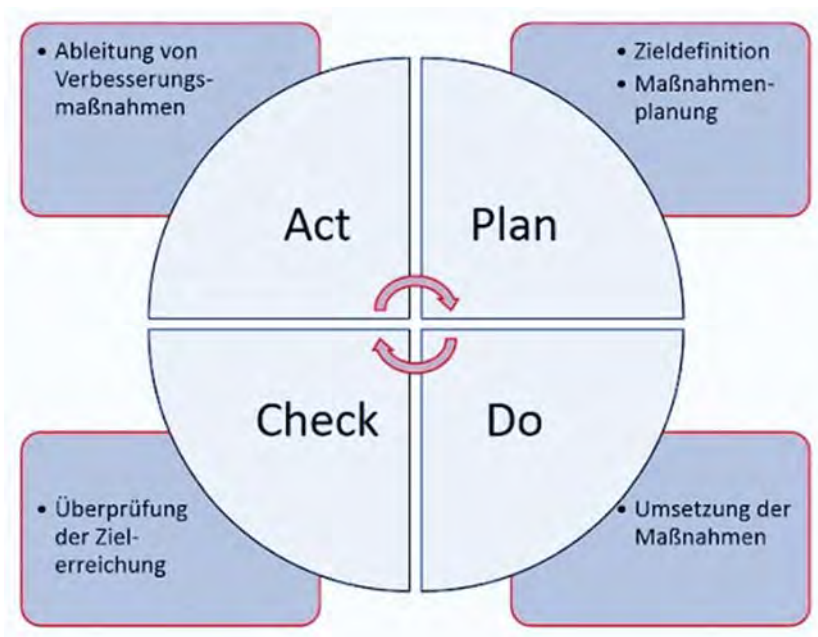 • Ableitung von
Verbesserungs-
maßnahmen
• Zieldefinition
• Maßnahmen-
planung
Act
Plan
Check
Do
• Überprüfung
der Ziel-
erreichung
• Umsetzung der
Maßnahmen